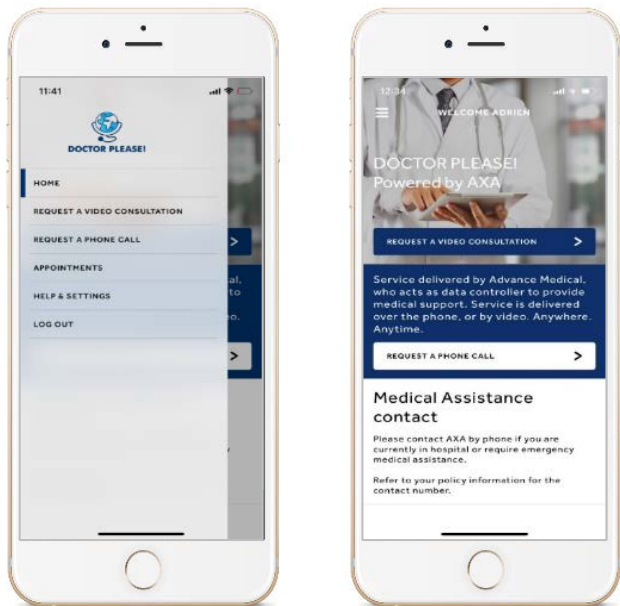 11:41
DOCTOR PLEASE!
HOME
REQUEST A VIDEO CONSULTATION
REQUEST A PHONE CALL
APPOINTMENTS
HELP & SETTINGS
LOG OUT
12:34
WELCOME ADRIEN
DOCTOR PLEASE!
Powered by AXA
REQUEST A VIDEO CONSULTATION >
Service delivered by Advance Medical,
who acts as data controller to provide
medical support. Service is delivered
over the phone, or by video. Anywhere.
Anytime.
REQUEST A PHONE CALL >
Medical Assistance
contact
Please contact AXA by phone if you are
currently in hospital or require emergency
medical assistance.
Refer to your policy information for the
contact number.